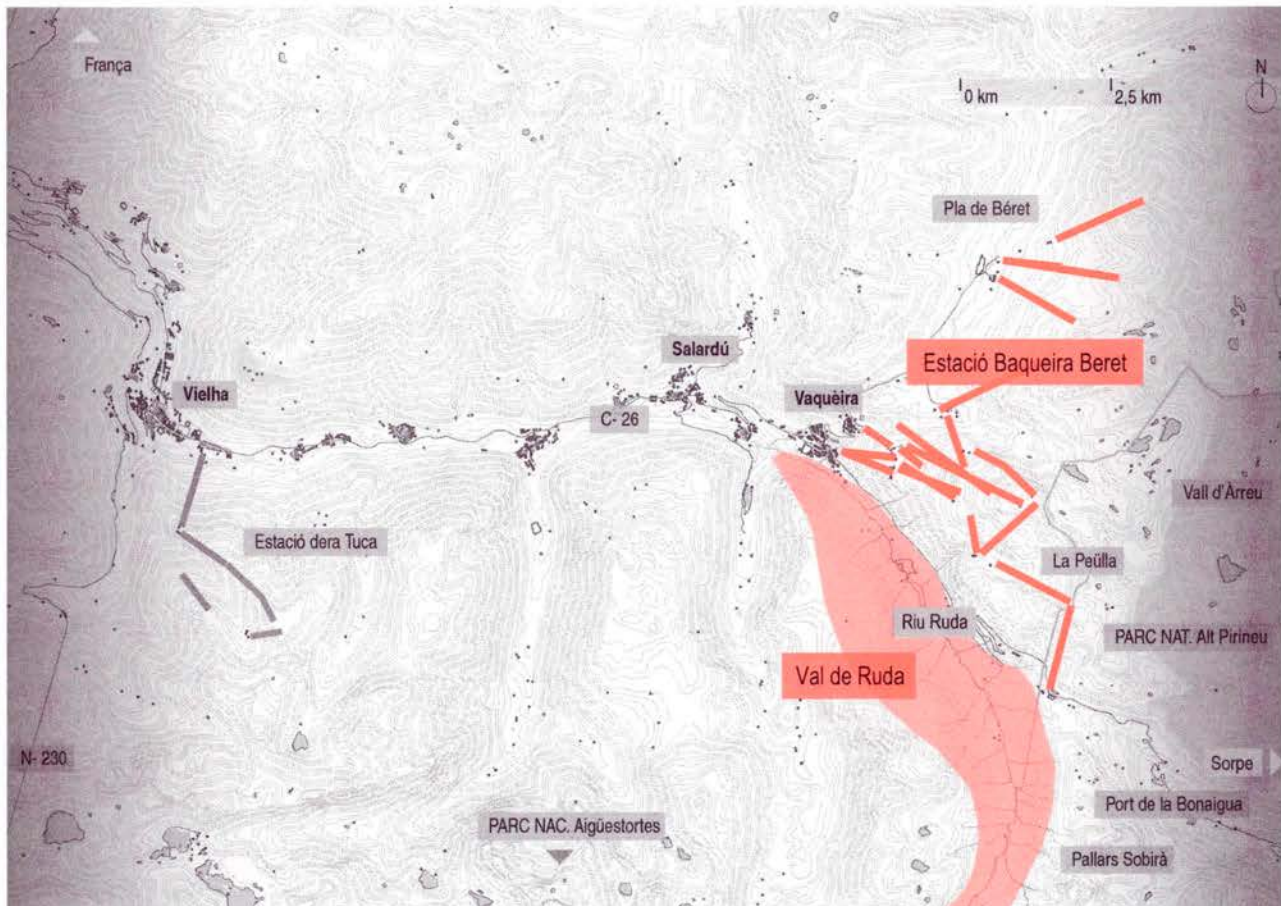 França
N
0 km
2,5 km
Pla de Béret
Estació Baqueira Beret
Salardú
Vielha
Vaquèira
C- 26
Vall d'Àrreu
Estació dera Tuca
La Peülla
Riu Ruda
PARC NAT. Alt Pirineu
Val de Ruda
N- 230
Sorpe
Port de la Bonaigua
PARC NAC. Aigüestortes
Pallars Sobirà